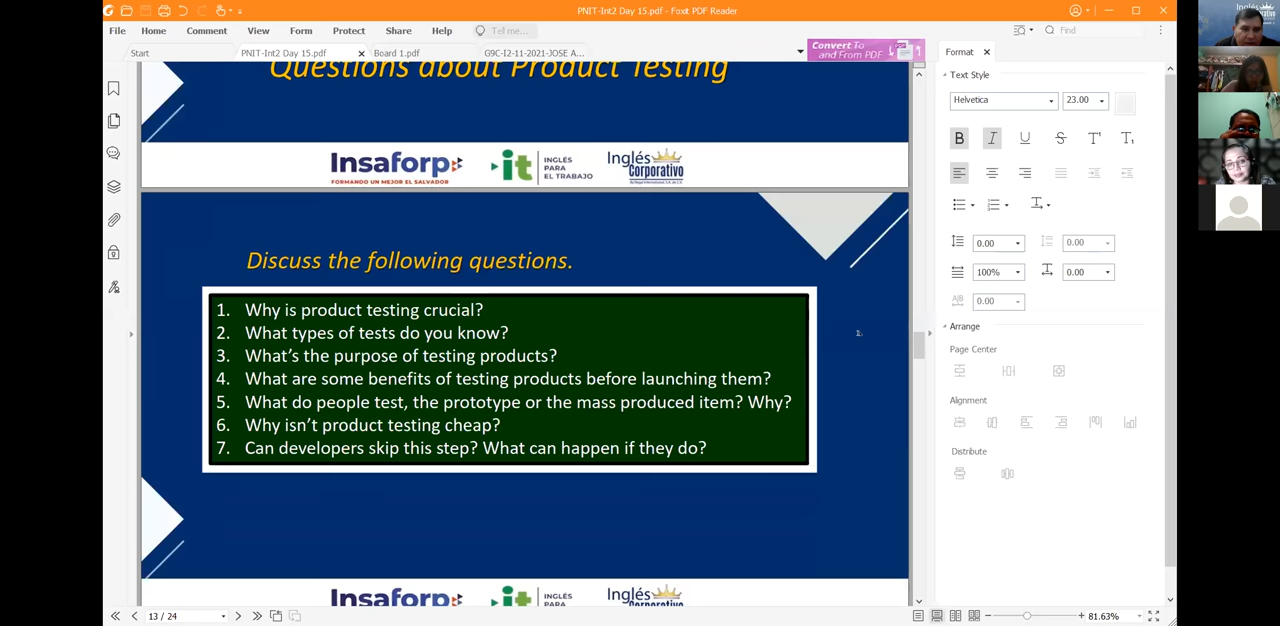 PNIT-Int2 Day 15.pdf - Foxit PDF Reader
File Home Comment View Form Protect Share Help Tell me... Find
Start PNIT-Int2 Day 15.pdf Board 1.pdf G9C-I2-11-2021-JOSE A...
Convert To
and From PDF
Questions about Product Testing
Insaforp
FORMANDO UN MEJOR EL SALVADOR
it
INGLÉS
PARA
EL TRABAJO
Inglés
Corporativo
Discuss the following questions.
1. Why is product testing crucial?
2. What types of tests do you know?
3. What's the purpose of testing products?
4. What are some benefits of testing products before launching them?
5. What do people test, the prototype or the mass produced item? Why?
6. Why isn't product testing cheap?
7. Can developers skip this step? What can happen if they do?
Insaforp
it
INGLÉS
PARA
Inglés
Corporativo
13 / 24
81.63%
Format
Text Style
Helvetica 23.00
B I U S T T
0.00 0.00
100% 0.00
0.00
Arrange
Page Center
Alignment
Distribute
Inglés